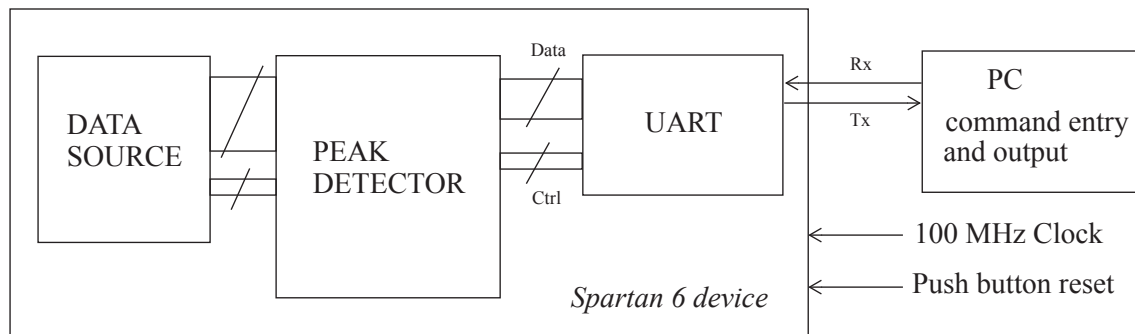 DATA
SOURCE
PEAK
DETECTOR
Data
Ctrl
UART
Rx
Tx
PC
command entry
and output
100 MHz Clock
Push button reset
Spartan 6 device